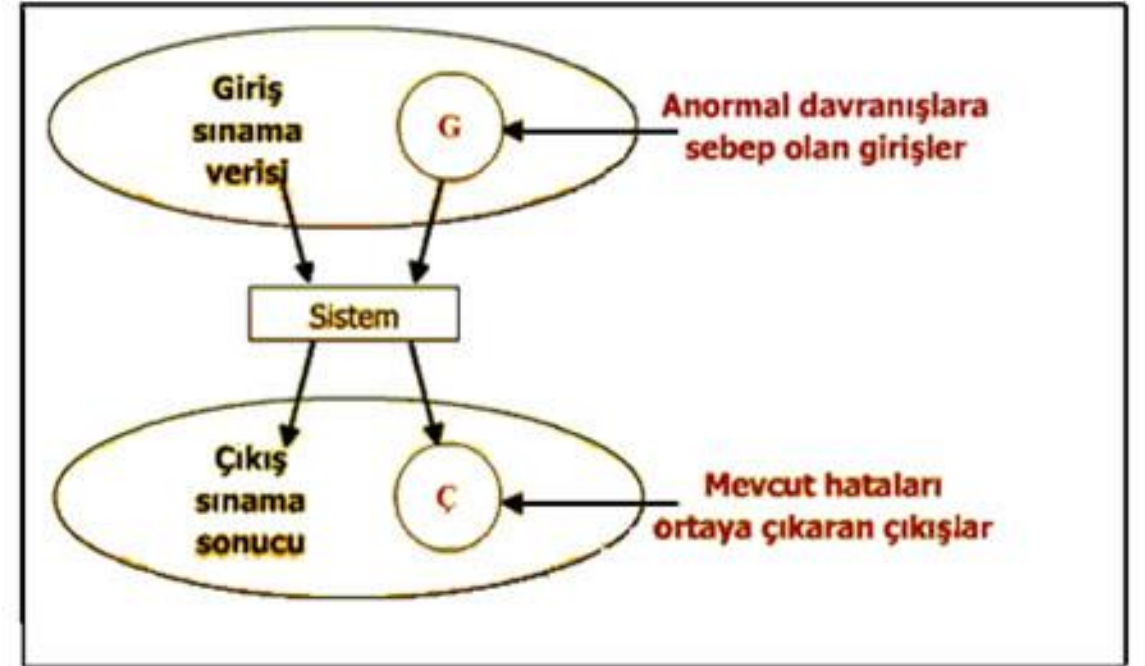 Giriş
sınama
verisi
G
Anormal davranışlara
sebep olan girişler
Sistem
Çıkış
sınama
sonucu
Ç
Mevcut hataları
ortaya çıkaran çıkışlar